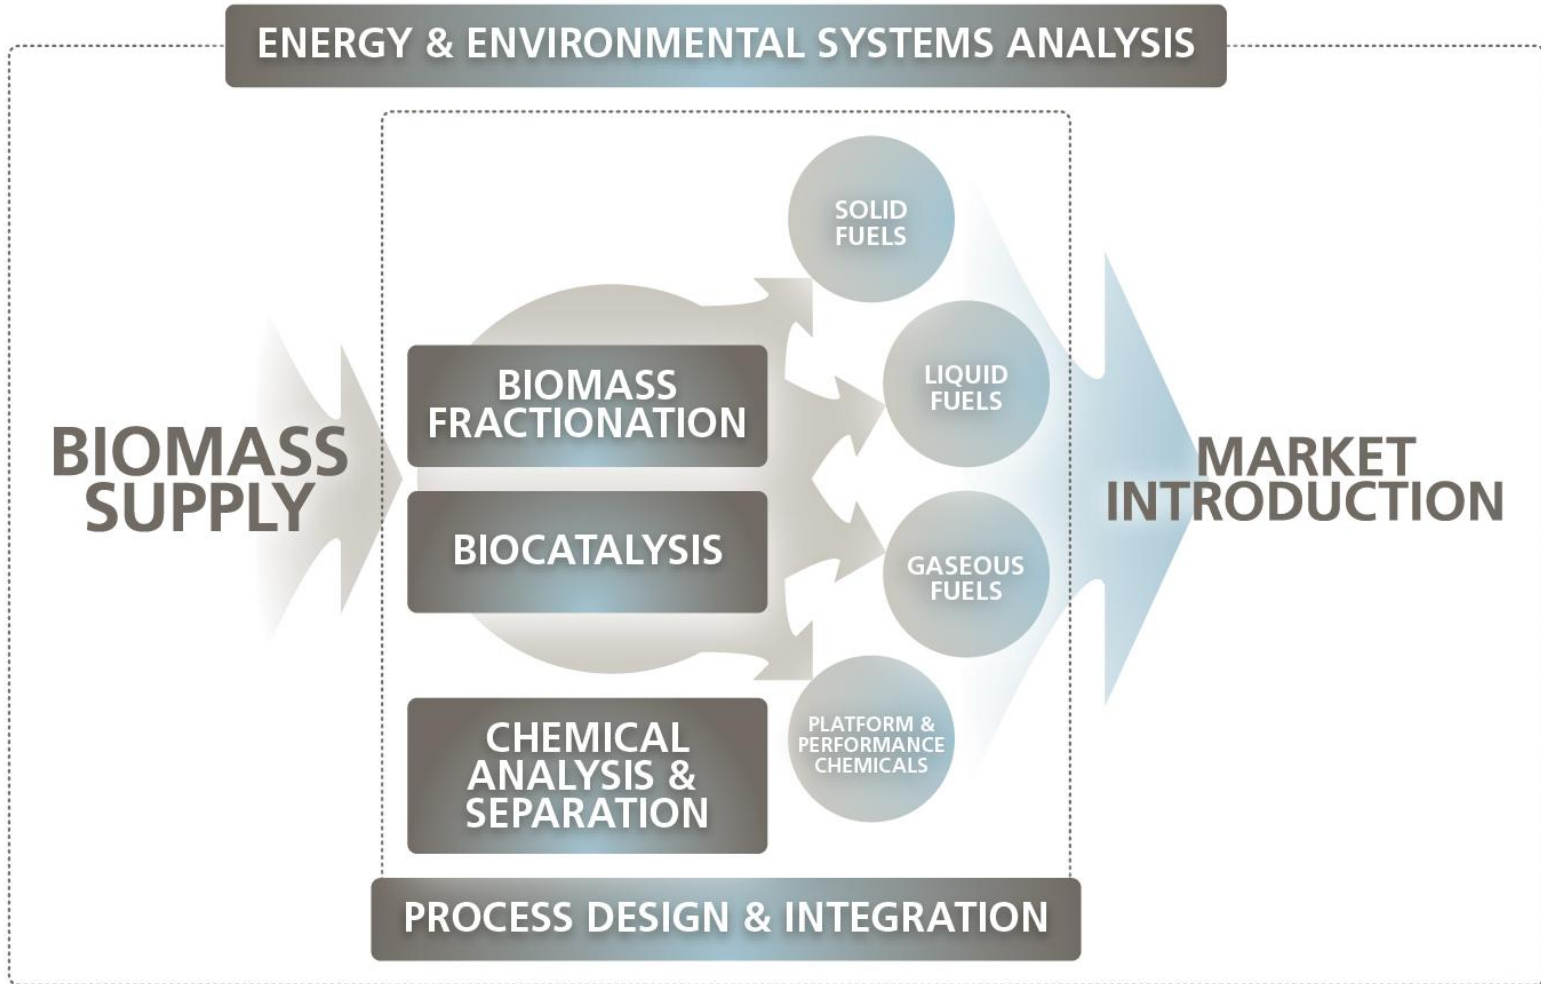 ENERGY & ENVIRONMENTAL SYSTEMS ANALYSIS
SOLID
FUELS
BIOMASS
FRACTIONATION
LIQUID
FUELS
BIOMASS
SUPPLY
MARKET
INTRODUCTION
BIOCATALYSIS
GASEOUS
FUELS
CHEMICAL
ANALYSIS &
SEPARATION
PLATFORM &
PERFORMANCE
CHEMICALS
PROCESS DESIGN & INTEGRATION